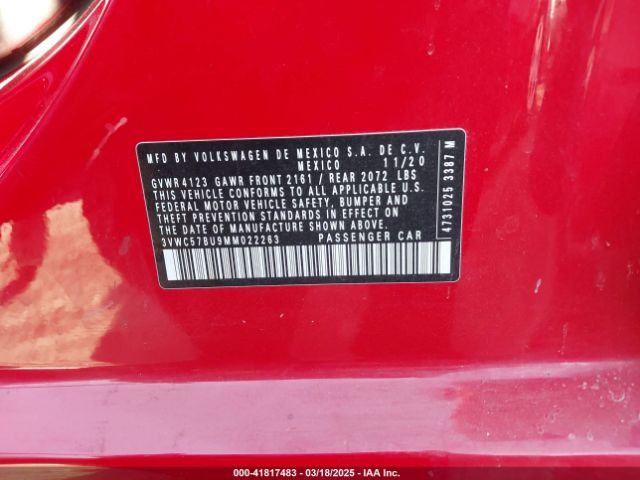 MFD BY VOLKSWAGEN DE MEXICO S.A. DE C.V.
MEXICO 11/20
GVWR 4123 GAWR FRONT 2161 / REAR 2072 LBS
THIS VEHICLE CONFORMS TO ALL APPLICABLE U.S.
FEDERAL MOTOR VEHICLE SAFETY, BUMPER AND
THEFT PREVENTION STANDARDS IN EFFECT ON
THE DATE OF MANUFACTURE SHOWN ABOVE.
3VWC57BU9MM022263 PASSENGER CAR
4731025 3387 M
000-41817483 - 03/18/2025 - IAA Inc.